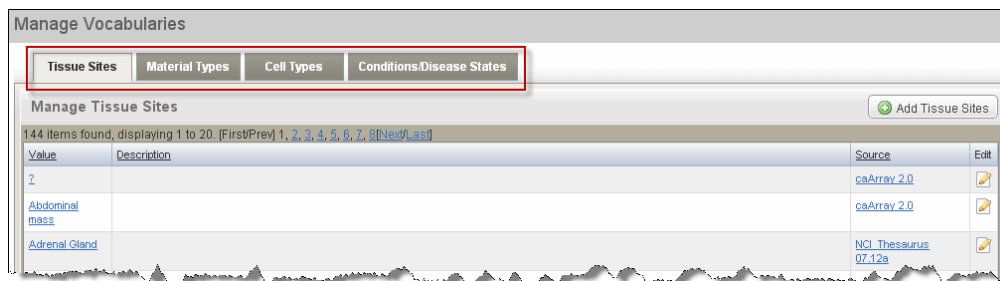 Manage Vocabularies
Tissue Sites Material Types Cell Types Conditions/Disease States
Manage Tissue Sites Add Tissue Sites
144 items found, displaying 1 to 20. [First/Prev] 1, 2, 3, 4, 5, 6, 7, 8[Next/Last]
Value Description Source Edit
? caArray 2.0
Abdominal caArray 2.0
mass
Adrenal Gland NCI Thesaurus
07.12a